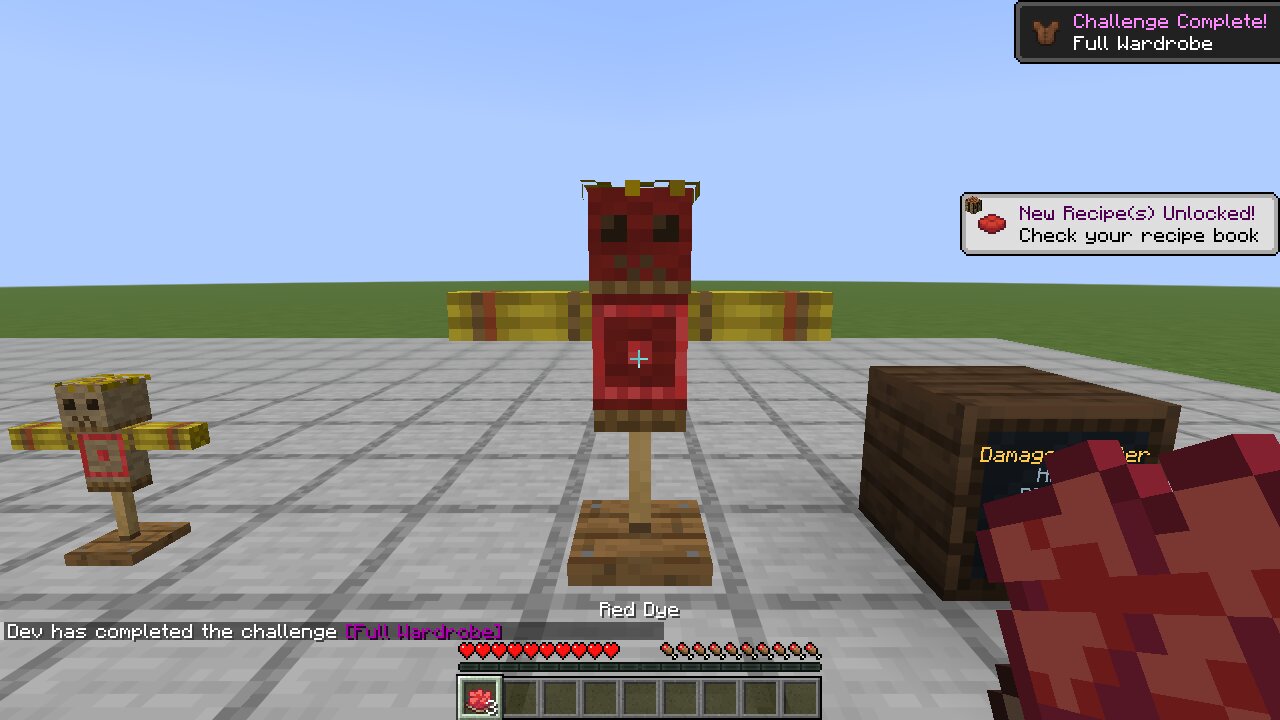 Challenge Complete!
Full Wardrobe
New Recipe(s) Unlocked!
Check your recipe book
Red Dye
Dev has completed the challenge [Full Wardrobe]